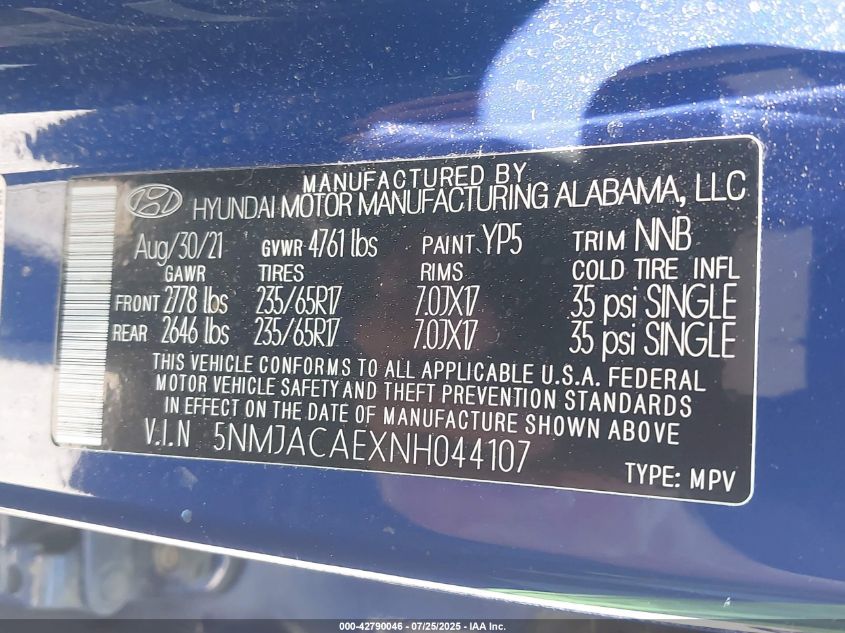 MANUFACTURED BY
HYUNDAI MOTOR MANUFACTURING ALABAMA, LLC
Aug/30/21 GVWR 4761 lbs PAINT YP5 TRIM NNB
GAWR TIRES RIMS COLD TIRE INFL
FRONT 2778 lbs 235/65R17 7.0JX17 35 psi SINGLE
REAR 2646 lbs 235/65R17 7.0JX17 35 psi SINGLE
THIS VEHICLE CONFORMS TO ALL APPLICABLE U.S.A. FEDERAL
MOTOR VEHICLE SAFETY AND THEFT PREVENTION STANDARDS
IN EFFECT ON THE DATE OF MANUFACTURE SHOWN ABOVE
V.I.N 5NMJACAEXNH044107
TYPE: MPV
000-42790046 - 07/25/2025 - IAA Inc.